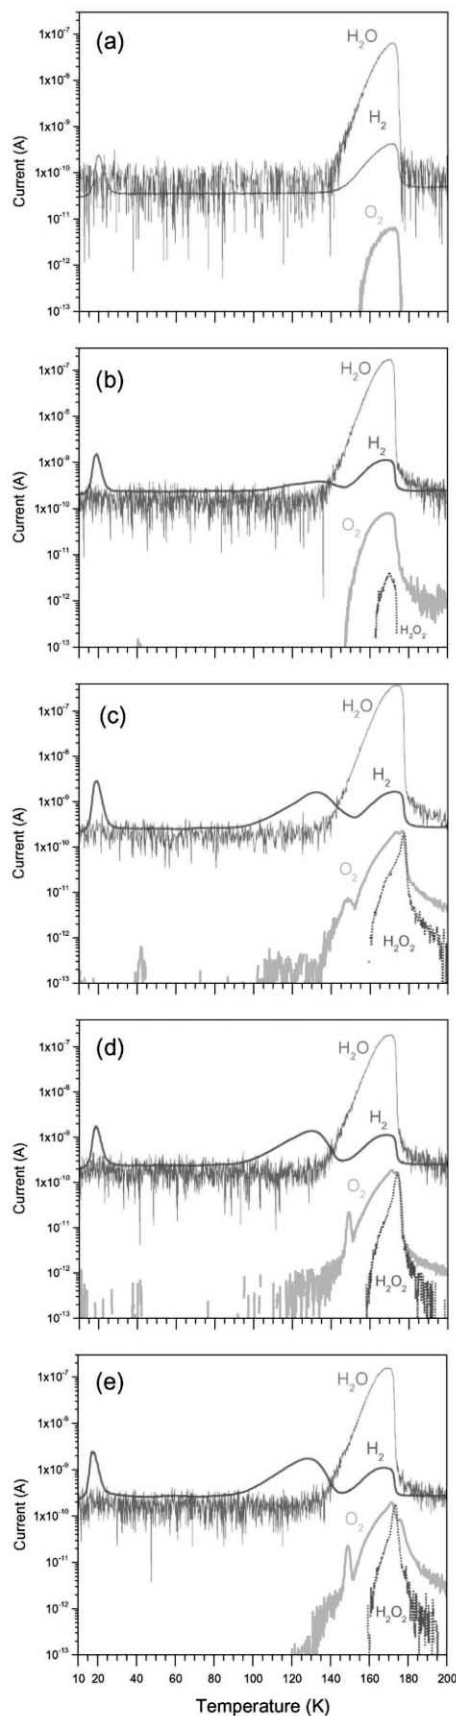 (a)
H₂O
H₂
O₂
Current (A)
1x10⁻⁷
1x10⁻⁸
1x10⁻⁹
1x10⁻¹⁰
10⁻¹¹
10⁻¹²
10⁻¹³
(b)
H₂O
H₂
O₂
H₂O₂
Current (A)
1x10⁻⁷
1x10⁻⁸
1x10⁻⁹
1x10⁻¹⁰
10⁻¹¹
10⁻¹²
10⁻¹³
(c)
H₂O
H₂
O₂
H₂O₂
Current (A)
1x10⁻⁷
1x10⁻⁸
1x10⁻⁹
1x10⁻¹⁰
10⁻¹¹
10⁻¹²
10⁻¹³
(d)
H₂O
H₂
O₂
H₂O₂
Current (A)
1x10⁻⁷
1x10⁻⁸
1x10⁻⁹
1x10⁻¹⁰
10⁻¹¹
10⁻¹²
10⁻¹³
(e)
H₂O
H₂
O₂
H₂O₂
Current (A)
1x10⁻⁷
1x10⁻⁸
1x10⁻⁹
1x10⁻¹⁰
10⁻¹¹
10⁻¹²
10⁻¹³
10 20 40 60 80 100 120 140 160 180 200
Temperature (K)